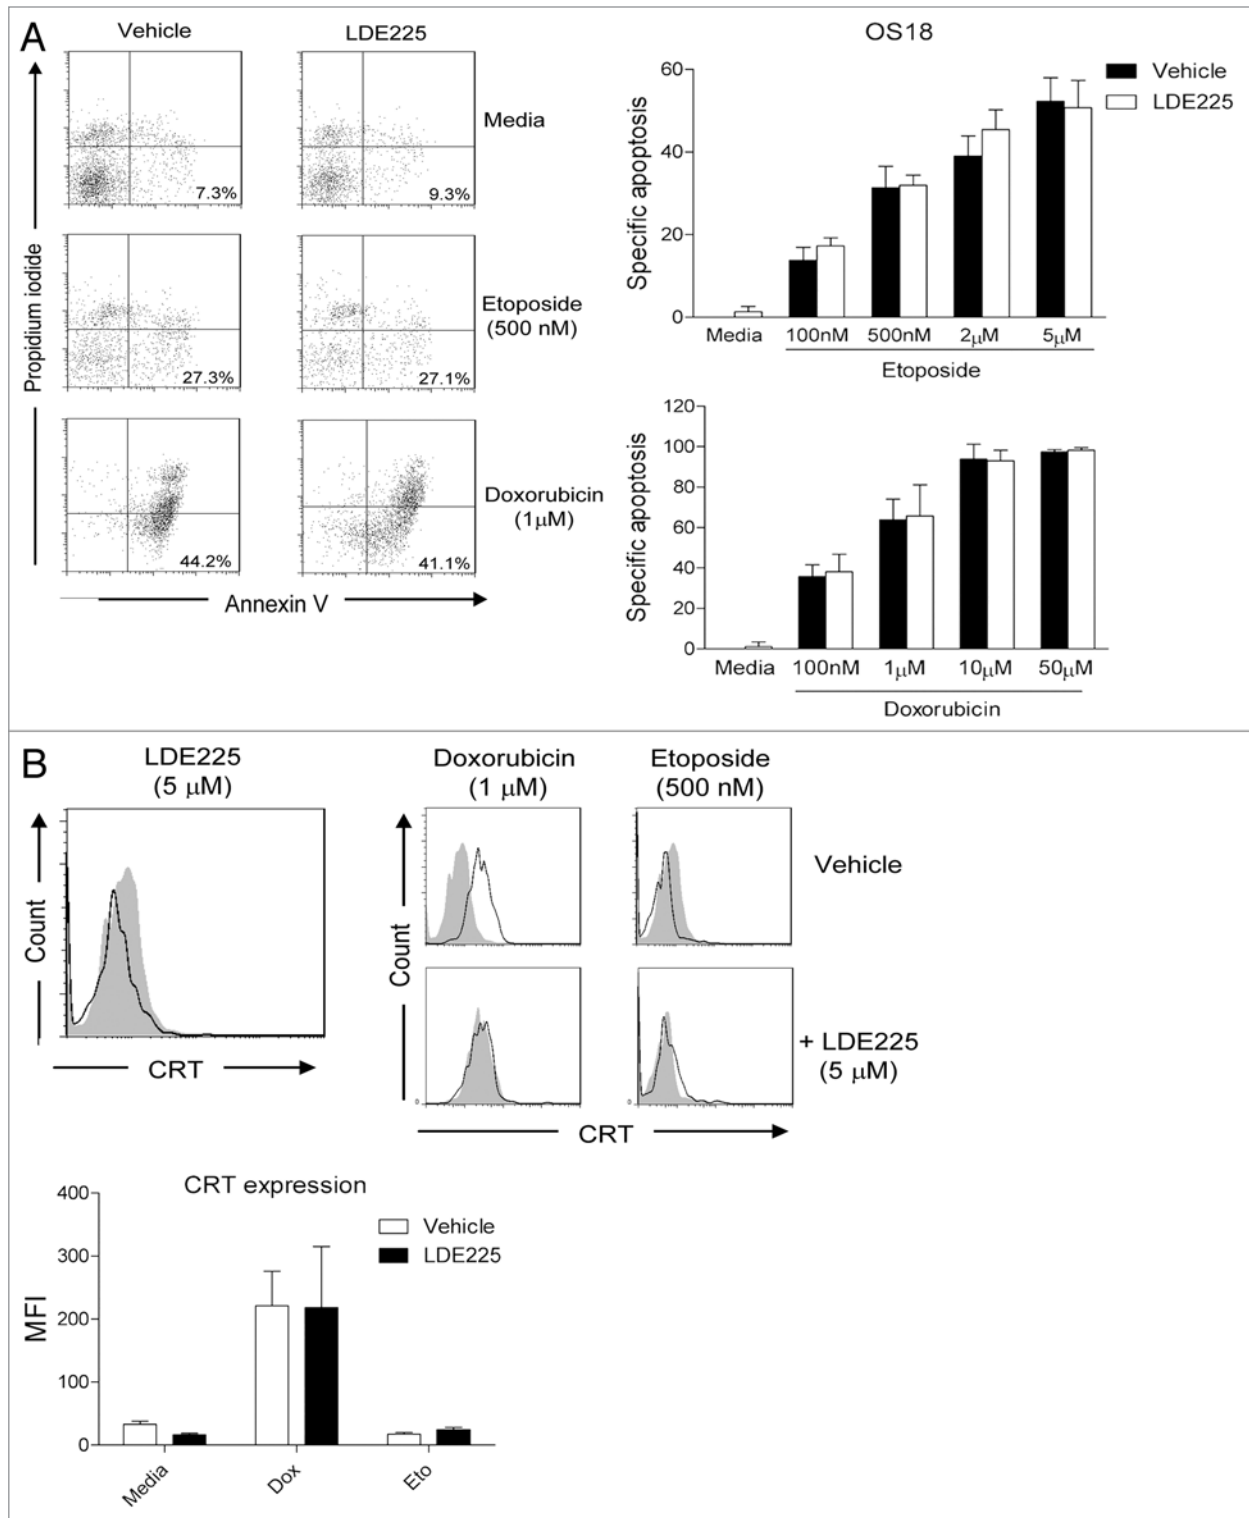 A
Vehicle
LDE225
Propidium iodide
7.3%
9.3%
Media
27.3%
27.1%
Etoposide
(500 nM)
44.2%
41.1%
Doxorubicin
(1μM)
Annexin V
OS18
Vehicle
LDE225
Specific apoptosis
60
40
20
0
Media
100nM
500nM
2μM
5μM
Etoposide
Specific apoptosis
120
100
80
60
40
20
0
Media
100nM
1μM
10μM
50μM
Doxorubicin
B
LDE225
(5 μM)
Count
CRT
Doxorubicin
(1 μM)
Etoposide
(500 nM)
Vehicle
Count
0
0
+ LDE225
(5 μM)
CRT
CRT expression
Vehicle
LDE225
MFI
400
300
200
100
0
Media
Dox
Eto